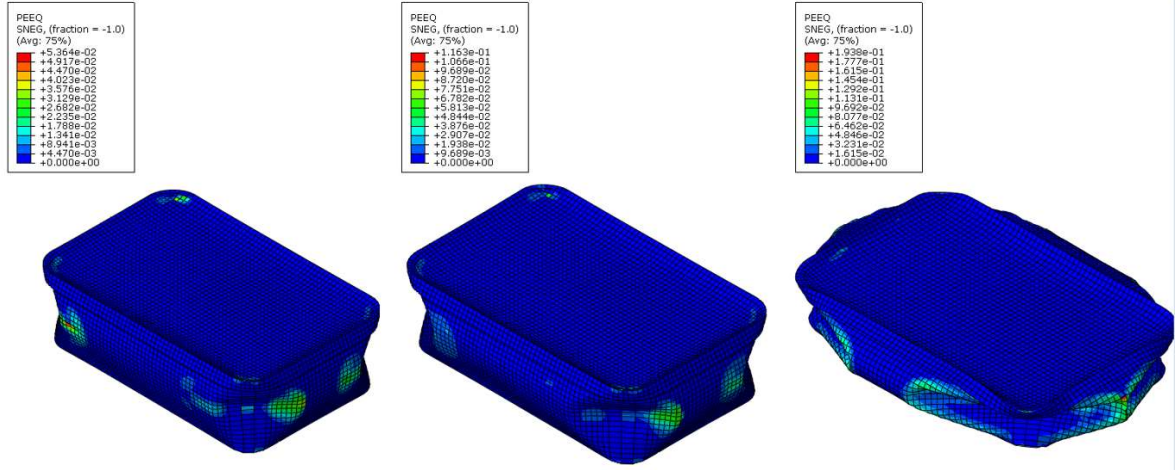 PEEQ
SNEG, (fraction = -1.0)
(Avg: 75%)
+5.364e-02
+4.917e-02
+4.470e-02
+4.023e-02
+3.576e-02
+3.129e-02
+2.682e-02
+2.235e-02
+1.788e-02
+1.341e-02
+8.941e-03
+4.470e-03
+0.000e+00
PEEQ
SNEG, (fraction = -1.0)
(Avg: 75%)
+1.163e-01
+1.066e-01
+9.689e-02
+8.720e-02
+7.751e-02
+6.782e-02
+5.813e-02
+4.844e-02
+3.876e-02
+2.907e-02
+1.938e-02
+9.689e-03
+0.000e+00
PEEQ
SNEG, (fraction = -1.0)
(Avg: 75%)
+1.938e-01
+1.777e-01
+1.615e-01
+1.454e-01
+1.292e-01
+1.131e-01
+9.692e-02
+8.077e-02
+6.462e-02
+4.846e-02
+3.231e-02
+1.615e-02
+0.000e+00